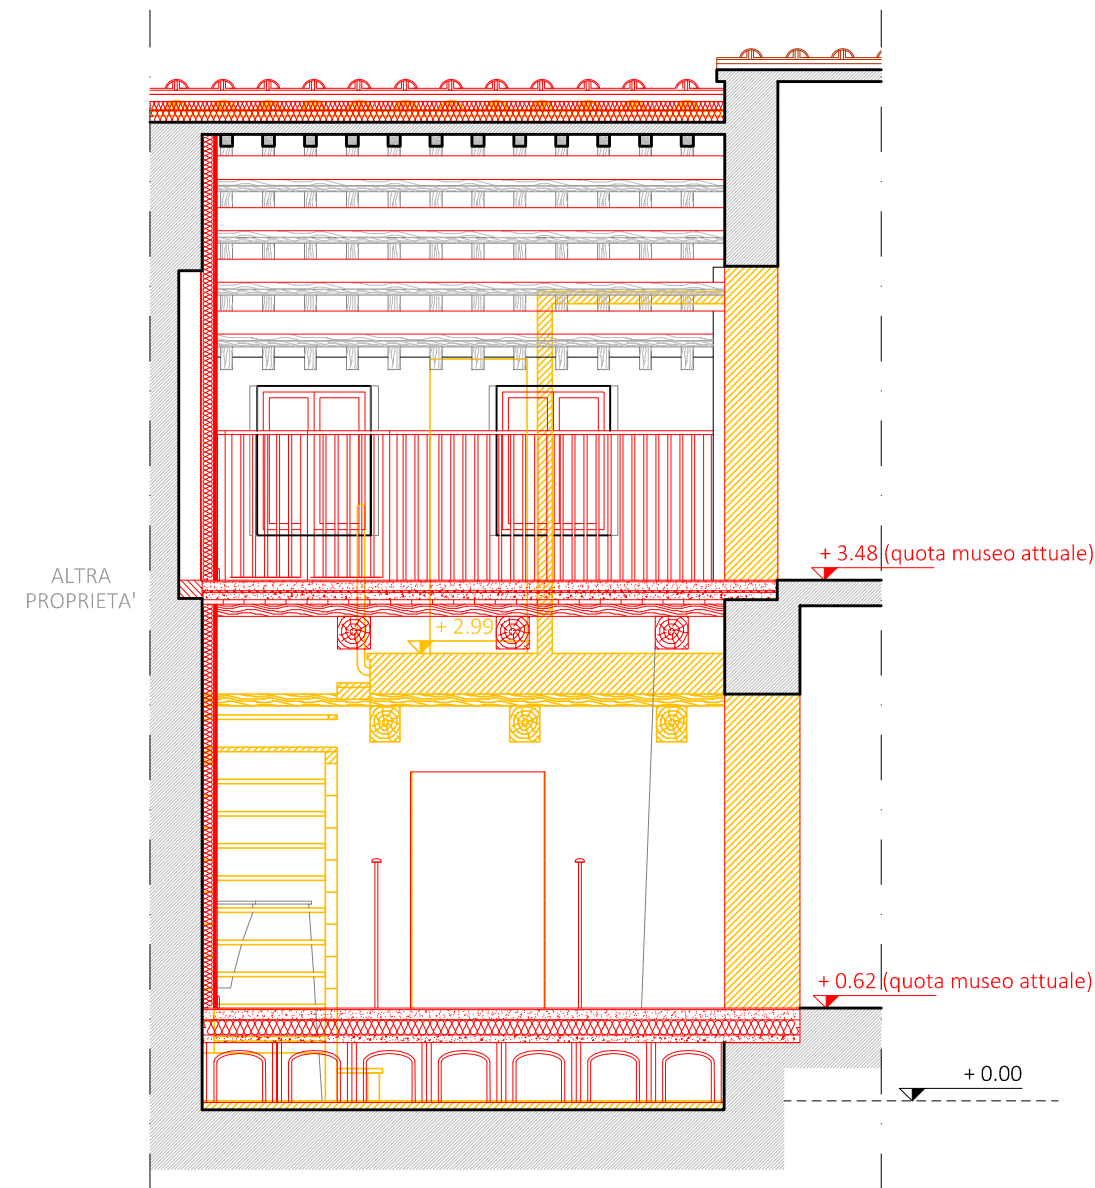 + 3.48 (quota museo attuale)
ALTRA
PROPRIETA'
+ 2.99
+ 0.62 (quota museo attuale)
+ 0.00